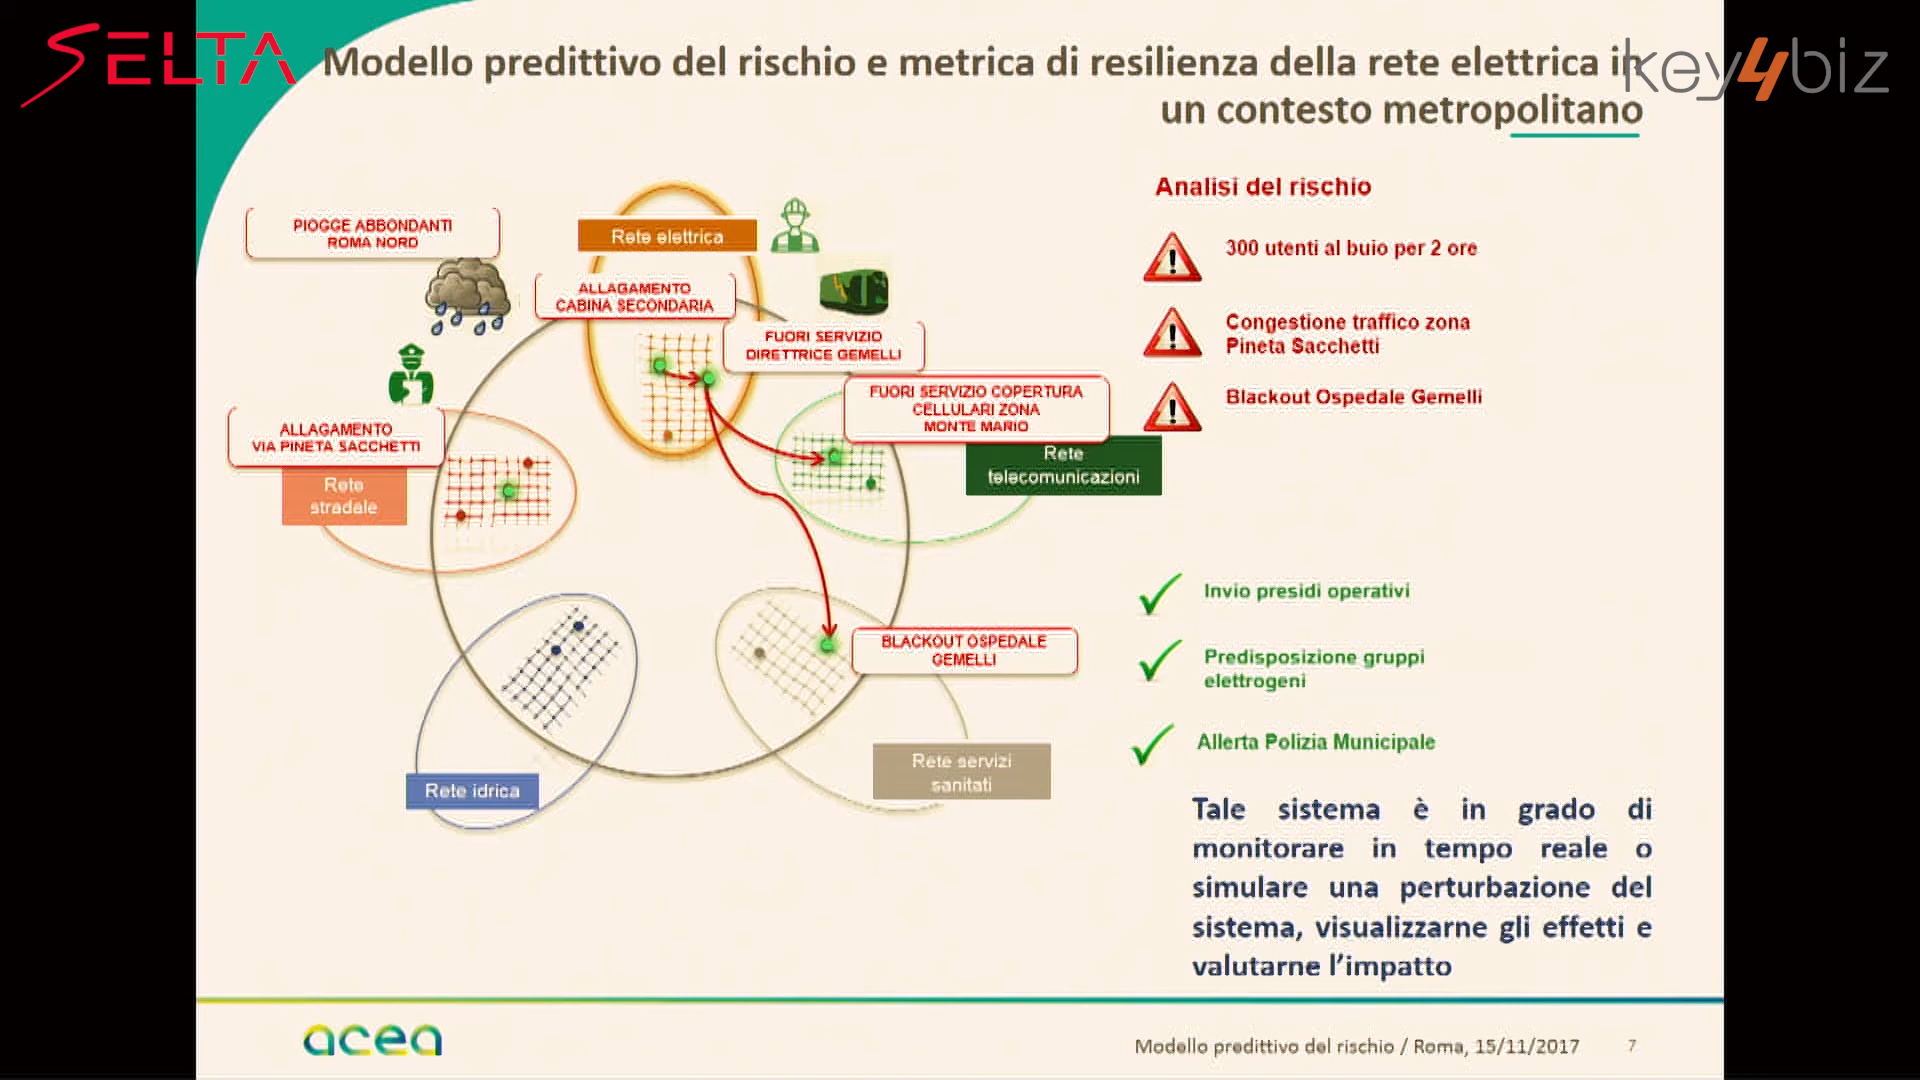 SELTA
key4biz
Modello predittivo del rischio e metrica di resilienza della rete elettrica in
un contesto metropolitano
PIOGGE ABBONDANTI
ROMA NORD
Rete elettrica
ALLAGAMENTO
CABINA SECONDARIA
FUORI SERVIZIO
DIRETTRICE GEMELLI
FUORI SERVIZIO COPERTURA
CELLULARI ZONA
MONTE MARIO
Rete
telecomunicazioni
ALLAGAMENTO
VIA PINETA SACCHETTI
Rete
stradale
BLACKOUT OSPEDALE
GEMELLI
Rete servizi
sanitati
Rete idrica
Analisi del rischio
300 utenti al buio per 2 ore
Congestione traffico zona
Pineta Sacchetti
Blackout Ospedale Gemelli
Invio presidi operativi
Predisposizione gruppi
elettrogeni
Allerta Polizia Municipale
Tale sistema è in grado di
monitorare in tempo reale o
simulare una perturbazione del
sistema, visualizzarne gli effetti e
valutarne l'impatto
acea
Modello predittivo del rischio / Roma, 15/11/2017
7